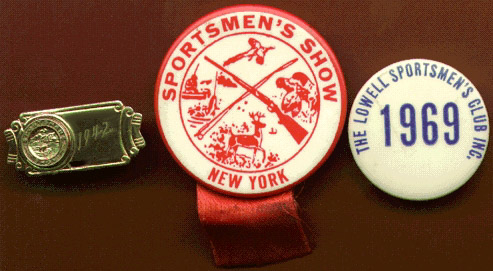 1942
SPORTSMEN'S SHOW
NEW YORK
THE LOWELL SPORTSMEN'S CLUB INC.
1969